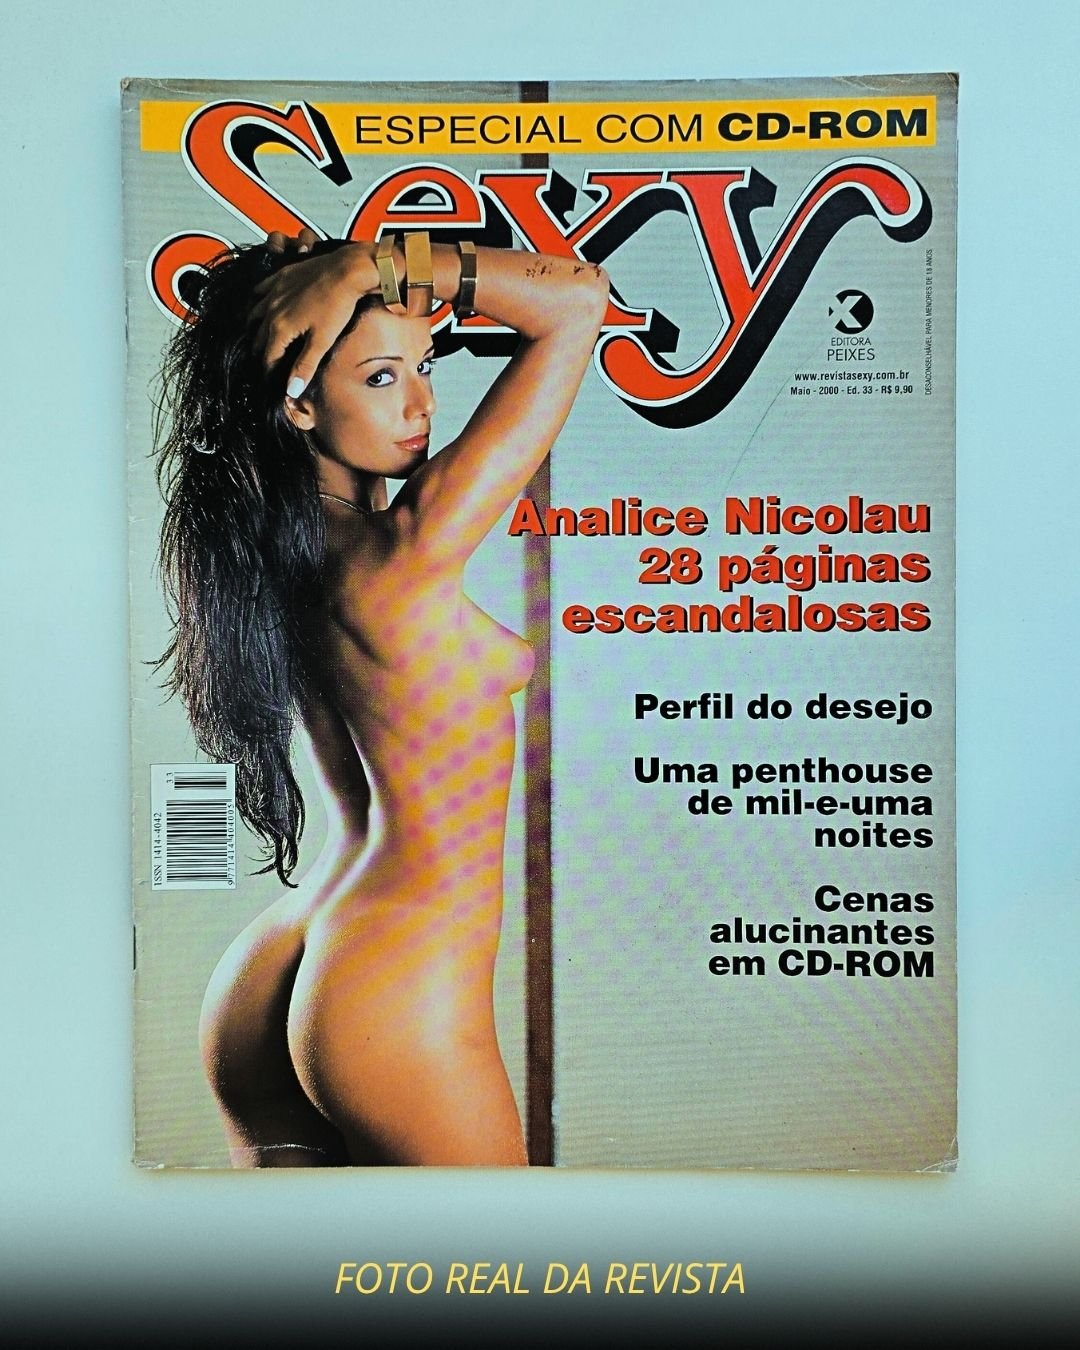 ESPECIAL COM CD-ROM
Sexy
DESACONSELHÁVEL PARA MENORES DE 18 ANOS
EDITORA
PEIXES
www.revistasexy.com.br
Maio - 2000 - Ed. 33 - R$ 9,90
Analice Nicolau
28 páginas
escandalosas
Perfil do desejo
Uma penthouse
de mil-e-uma
noites
Cenas
alucinantes
em CD-ROM
ISSN 1414-4042
33
FOTO REAL DA REVISTA